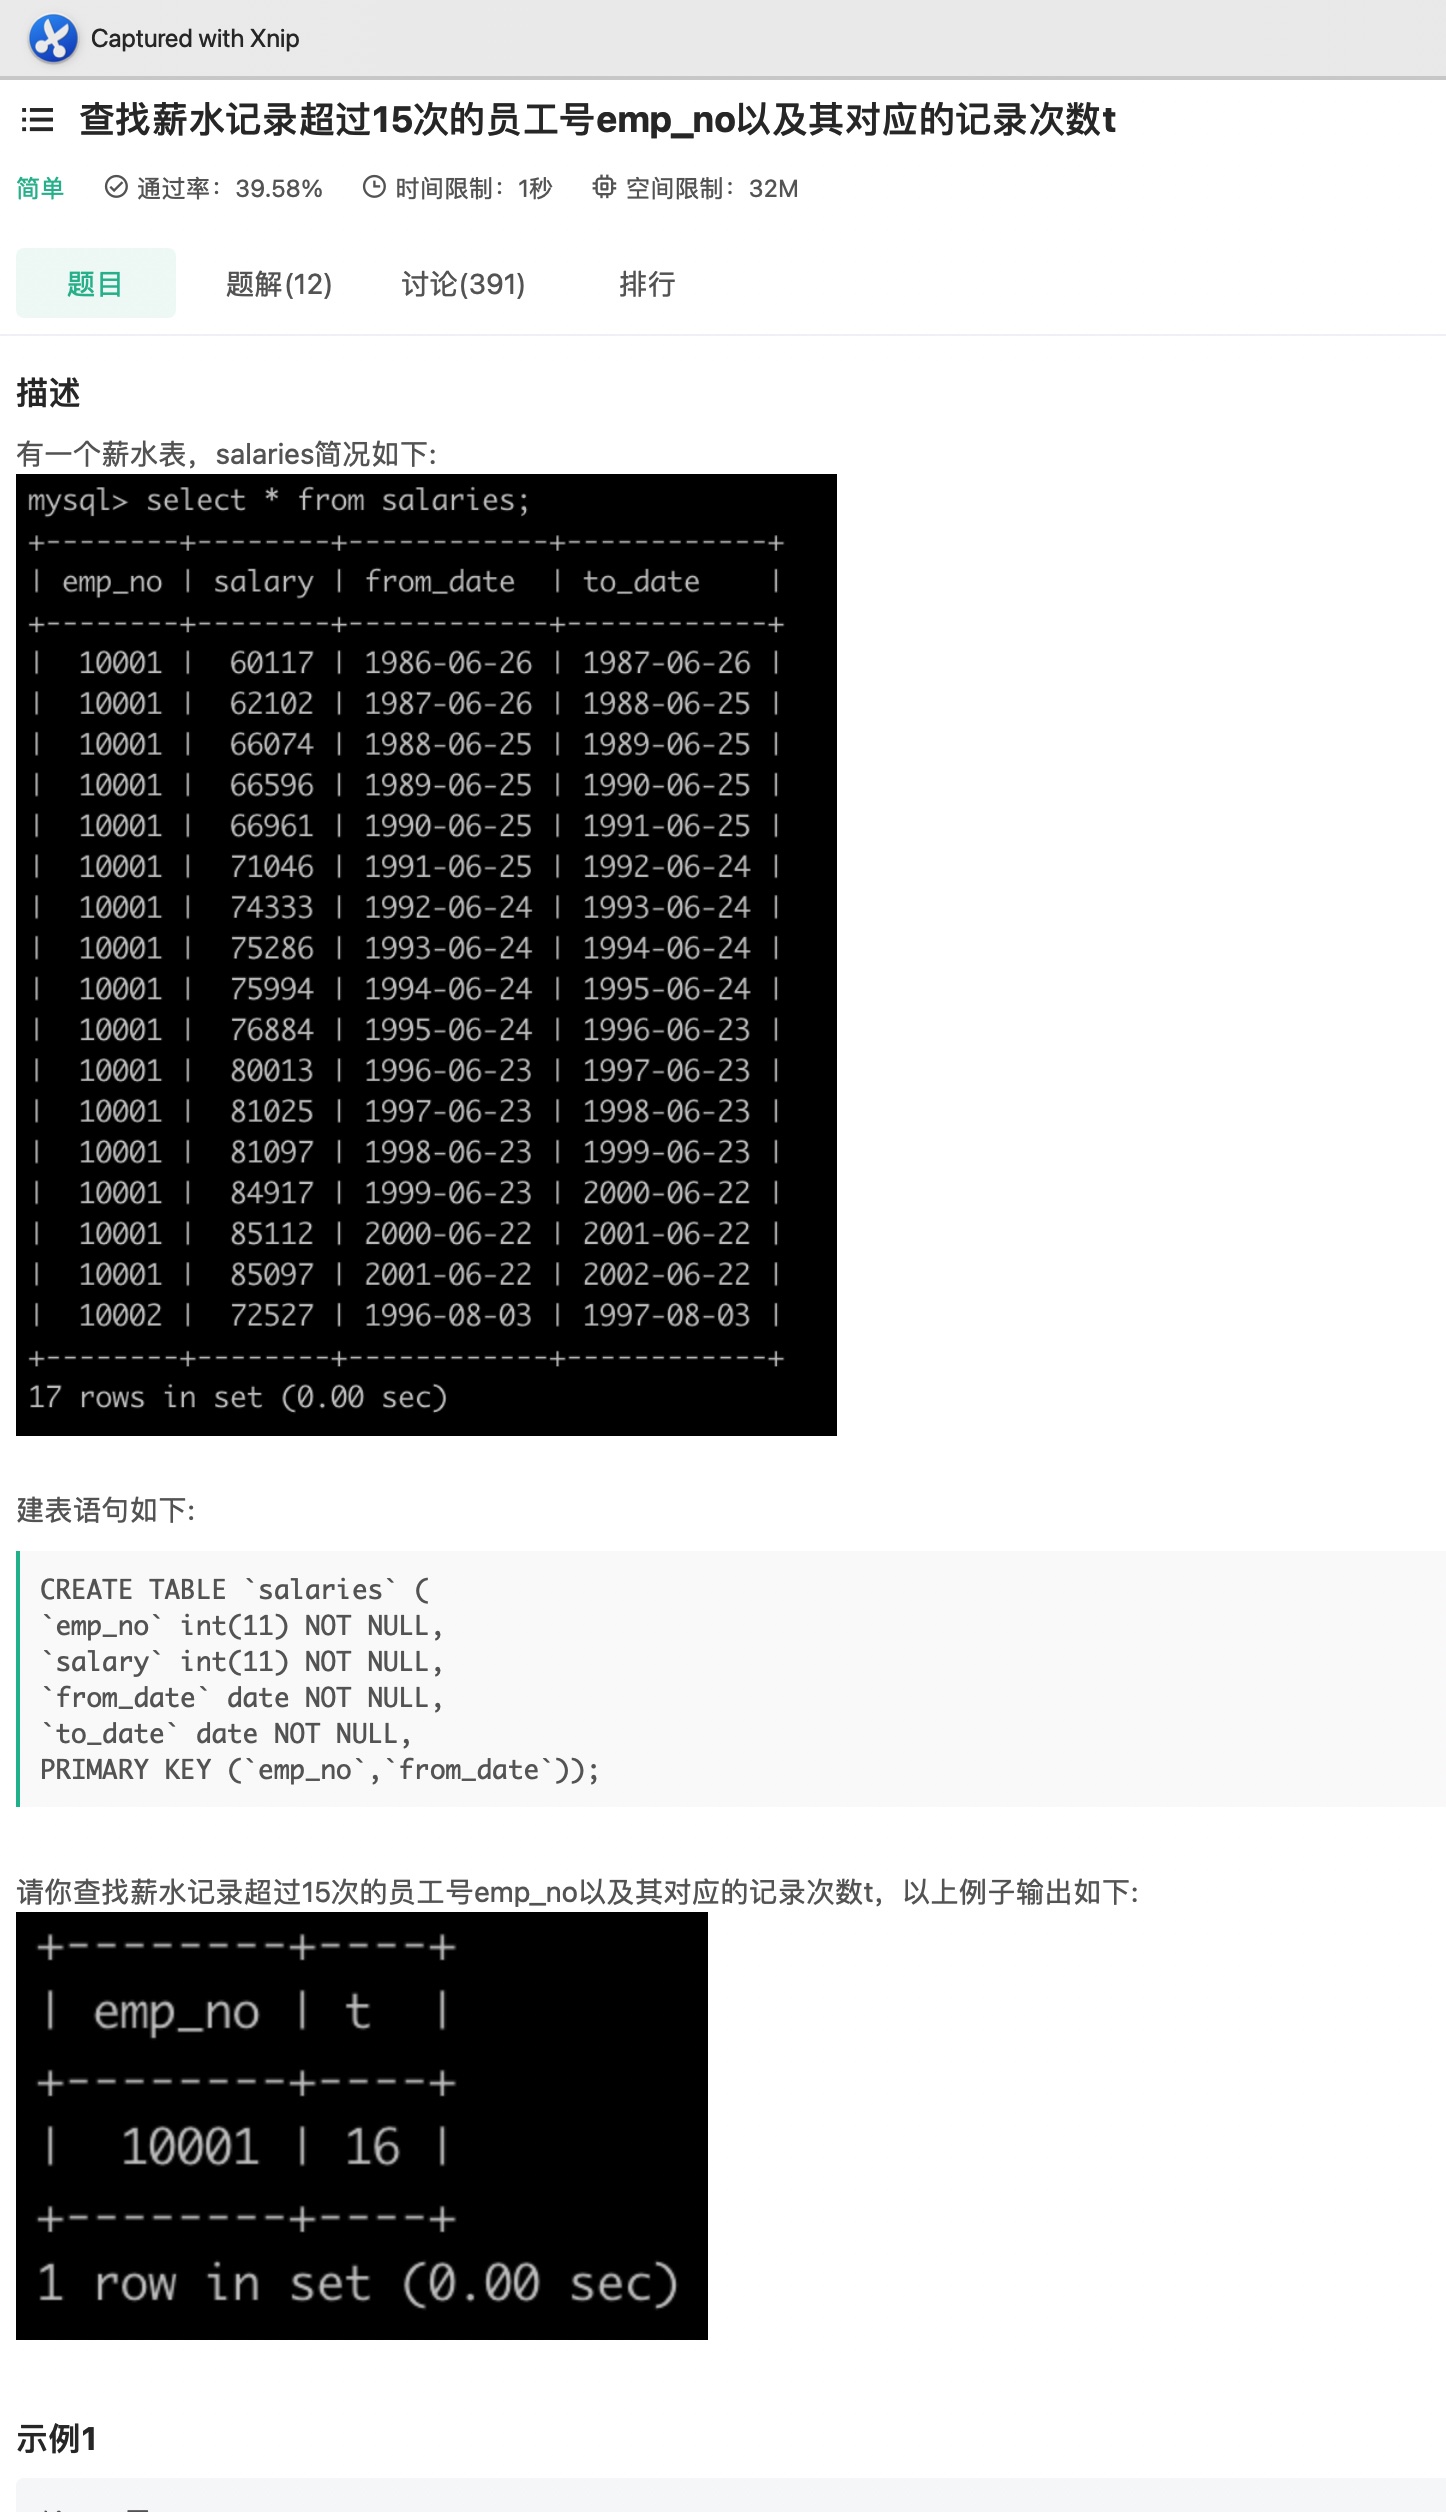 Captured with Xnip
查找薪水记录超过15次的员工号emp_no以及其对应的记录次数t
简单 通过率：39.58% 时间限制：1秒 空间限制：32M
题目 题解(12) 讨论(391) 排行
描述
有一个薪水表，salaries简况如下:
mysql> select * from salaries;
+--------+--------+------------+------------+
| emp_no | salary | from_date  | to_date    |
+--------+--------+------------+------------+
|  10001 |  60117 | 1986-06-26 | 1987-06-26 |
|  10001 |  62102 | 1987-06-26 | 1988-06-25 |
|  10001 |  66074 | 1988-06-25 | 1989-06-25 |
|  10001 |  66596 | 1989-06-25 | 1990-06-25 |
|  10001 |  66961 | 1990-06-25 | 1991-06-25 |
|  10001 |  71046 | 1991-06-25 | 1992-06-24 |
|  10001 |  74333 | 1992-06-24 | 1993-06-24 |
|  10001 |  75286 | 1993-06-24 | 1994-06-24 |
|  10001 |  75994 | 1994-06-24 | 1995-06-24 |
|  10001 |  76884 | 1995-06-24 | 1996-06-23 |
|  10001 |  80013 | 1996-06-23 | 1997-06-23 |
|  10001 |  81025 | 1997-06-23 | 1998-06-23 |
|  10001 |  81097 | 1998-06-23 | 1999-06-23 |
|  10001 |  84917 | 1999-06-23 | 2000-06-22 |
|  10001 |  85112 | 2000-06-22 | 2001-06-22 |
|  10001 |  85097 | 2001-06-22 | 2002-06-22 |
|  10002 |  72527 | 1996-08-03 | 1997-08-03 |
+--------+--------+------------+------------+
17 rows in set (0.00 sec)
建表语句如下:
CREATE TABLE `salaries` (
`emp_no` int(11) NOT NULL,
`salary` int(11) NOT NULL,
`from_date` date NOT NULL,
`to_date` date NOT NULL,
PRIMARY KEY (`emp_no`,`from_date`));
请你查找薪水记录超过15次的员工号emp_no以及其对应的记录次数t，以上例子输出如下:
+--------+----+
| emp_no | t  |
+--------+----+
|  10001 | 16 |
+--------+----+
1 row in set (0.00 sec)
示例1